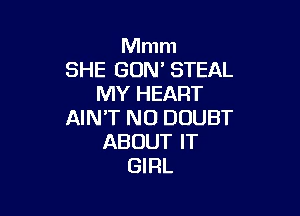 Mmm
SHE GON' STEAL
MY HEART
AIN'T NO DOUBT
ABOUT IT
GIRL